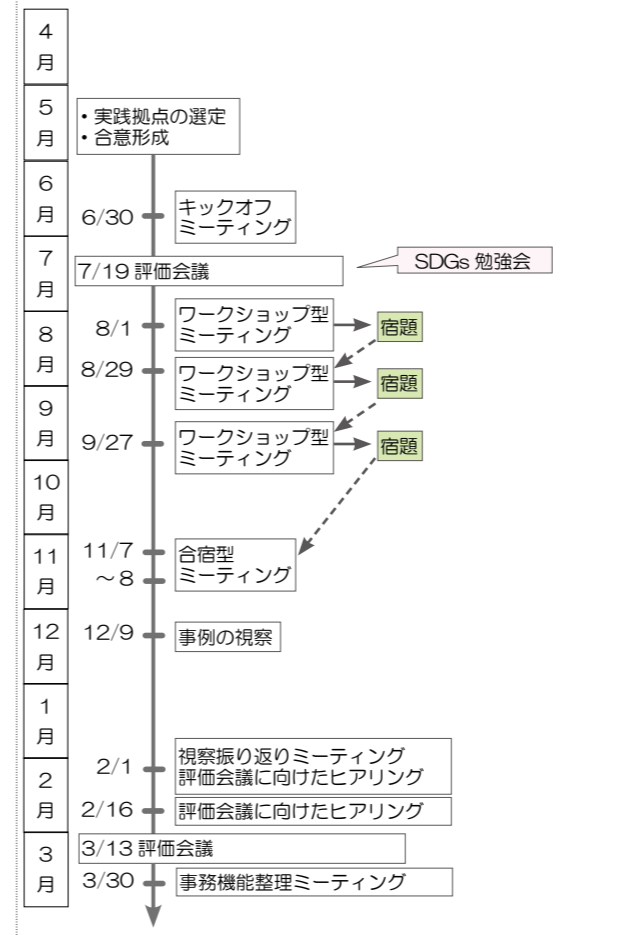 4
月
5
月
・実践拠点の選定
・合意形成
6
月
6/30
キックオフ
ミーティング
7
月
7/19 評価会議
SDGs 勉強会
8
月
8/1
ワークショップ型
ミーティング
宿題
8/29
ワークショップ型
ミーティング
宿題
9
月
9/27
ワークショップ型
ミーティング
宿題
10
月
11
月
11/7
～8
合宿型
ミーティング
12
月
12/9
事例の視察
1
月
2
月
2/1
視察振り返りミーティング
評価会議に向けたヒアリング
2/16
評価会議に向けたヒアリング
3
月
3/13 評価会議
3/30
事務機能整理ミーティング